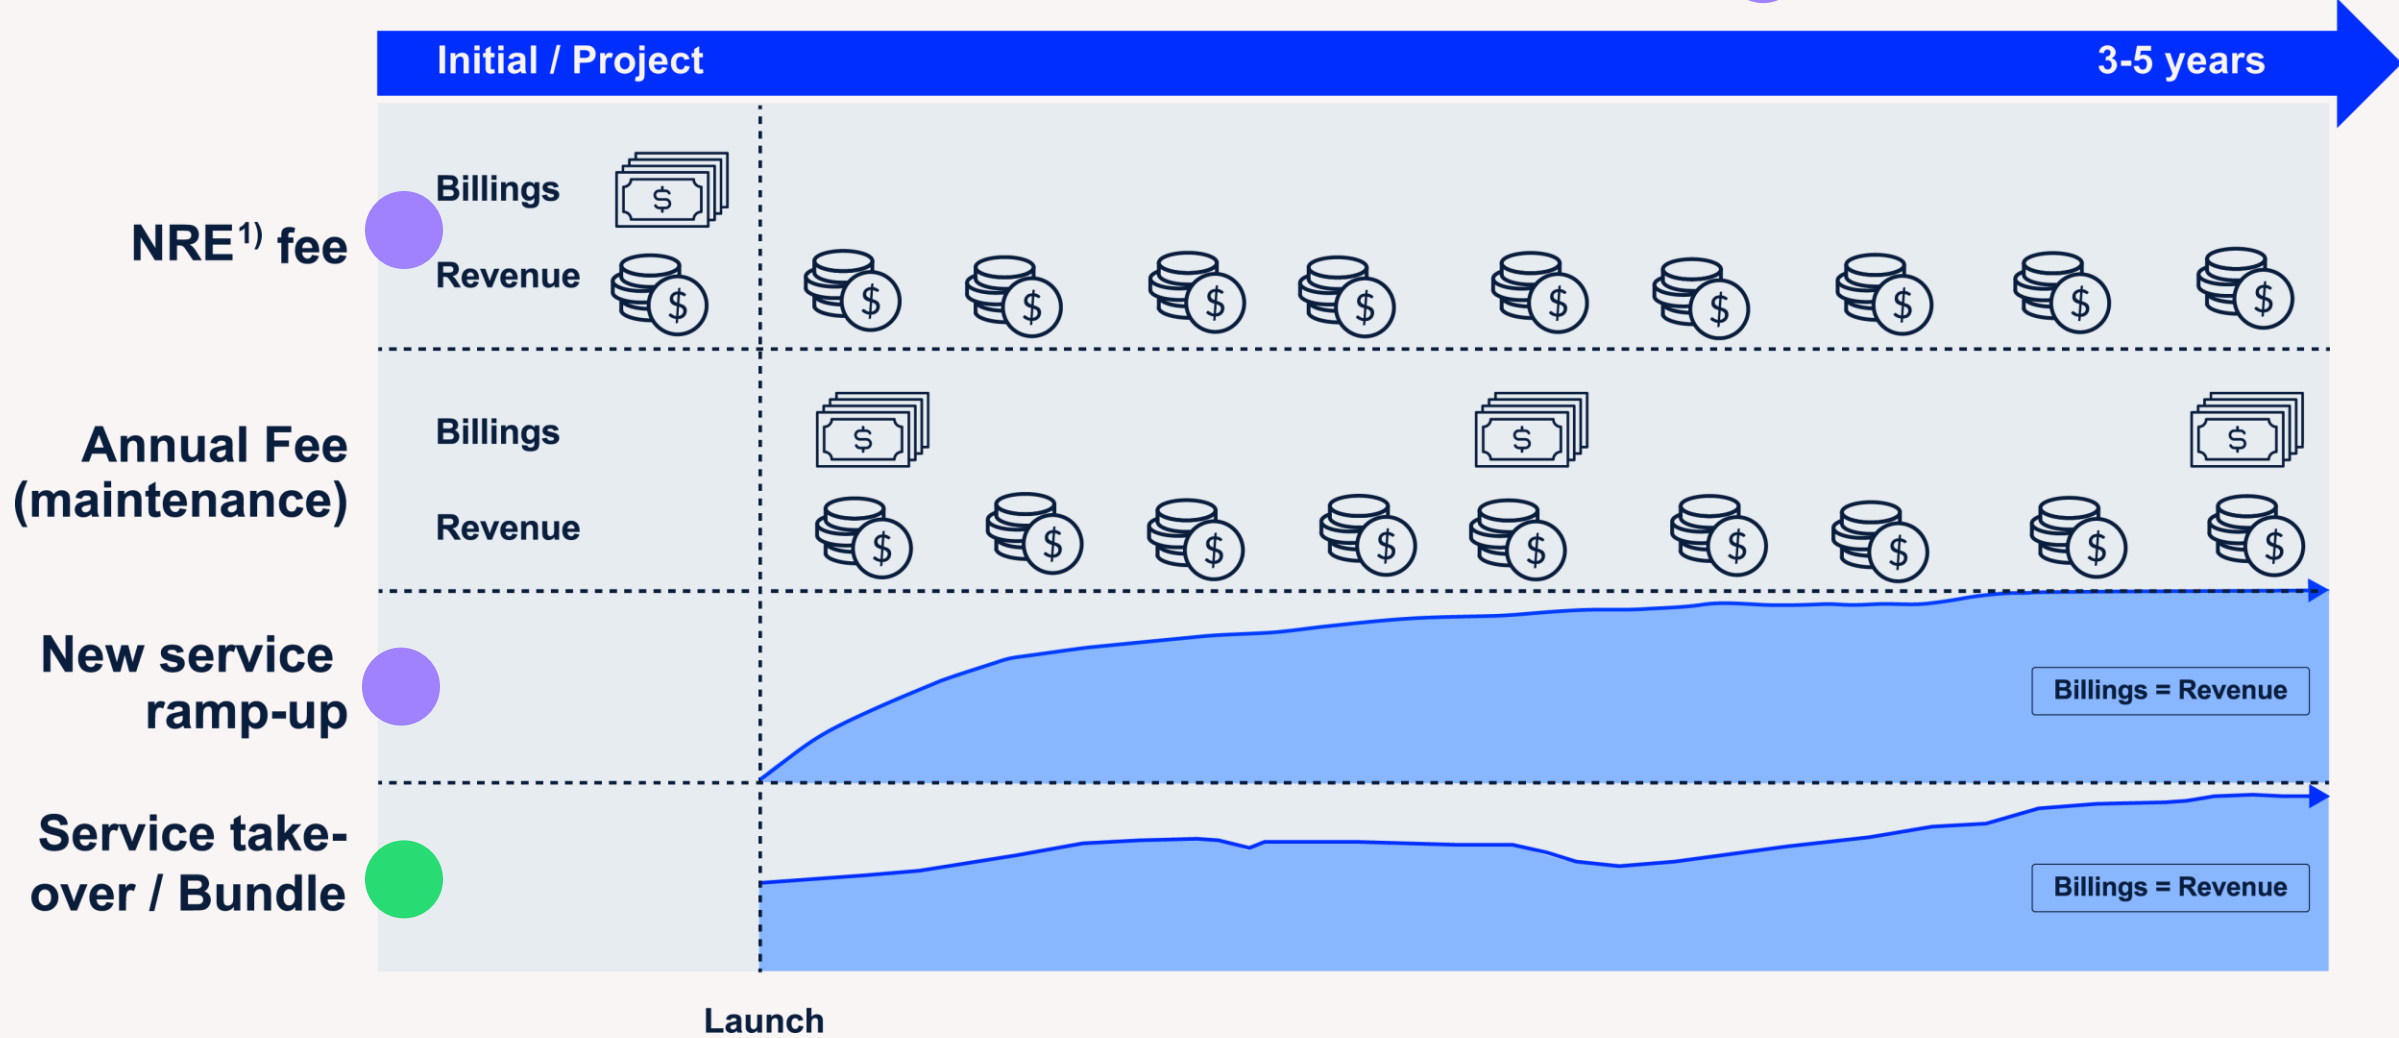 Initial / Project
3-5 years
NRE1) fee
Billings
$
Revenue
$ $ $ $ $ $ $ $ $ $
Annual Fee
(maintenance)
Billings
$ $ $
Revenue
$ $ $ $ $ $ $ $ $
New service
ramp-up
Billings = Revenue
Service take-
over / Bundle
Billings = Revenue
Launch